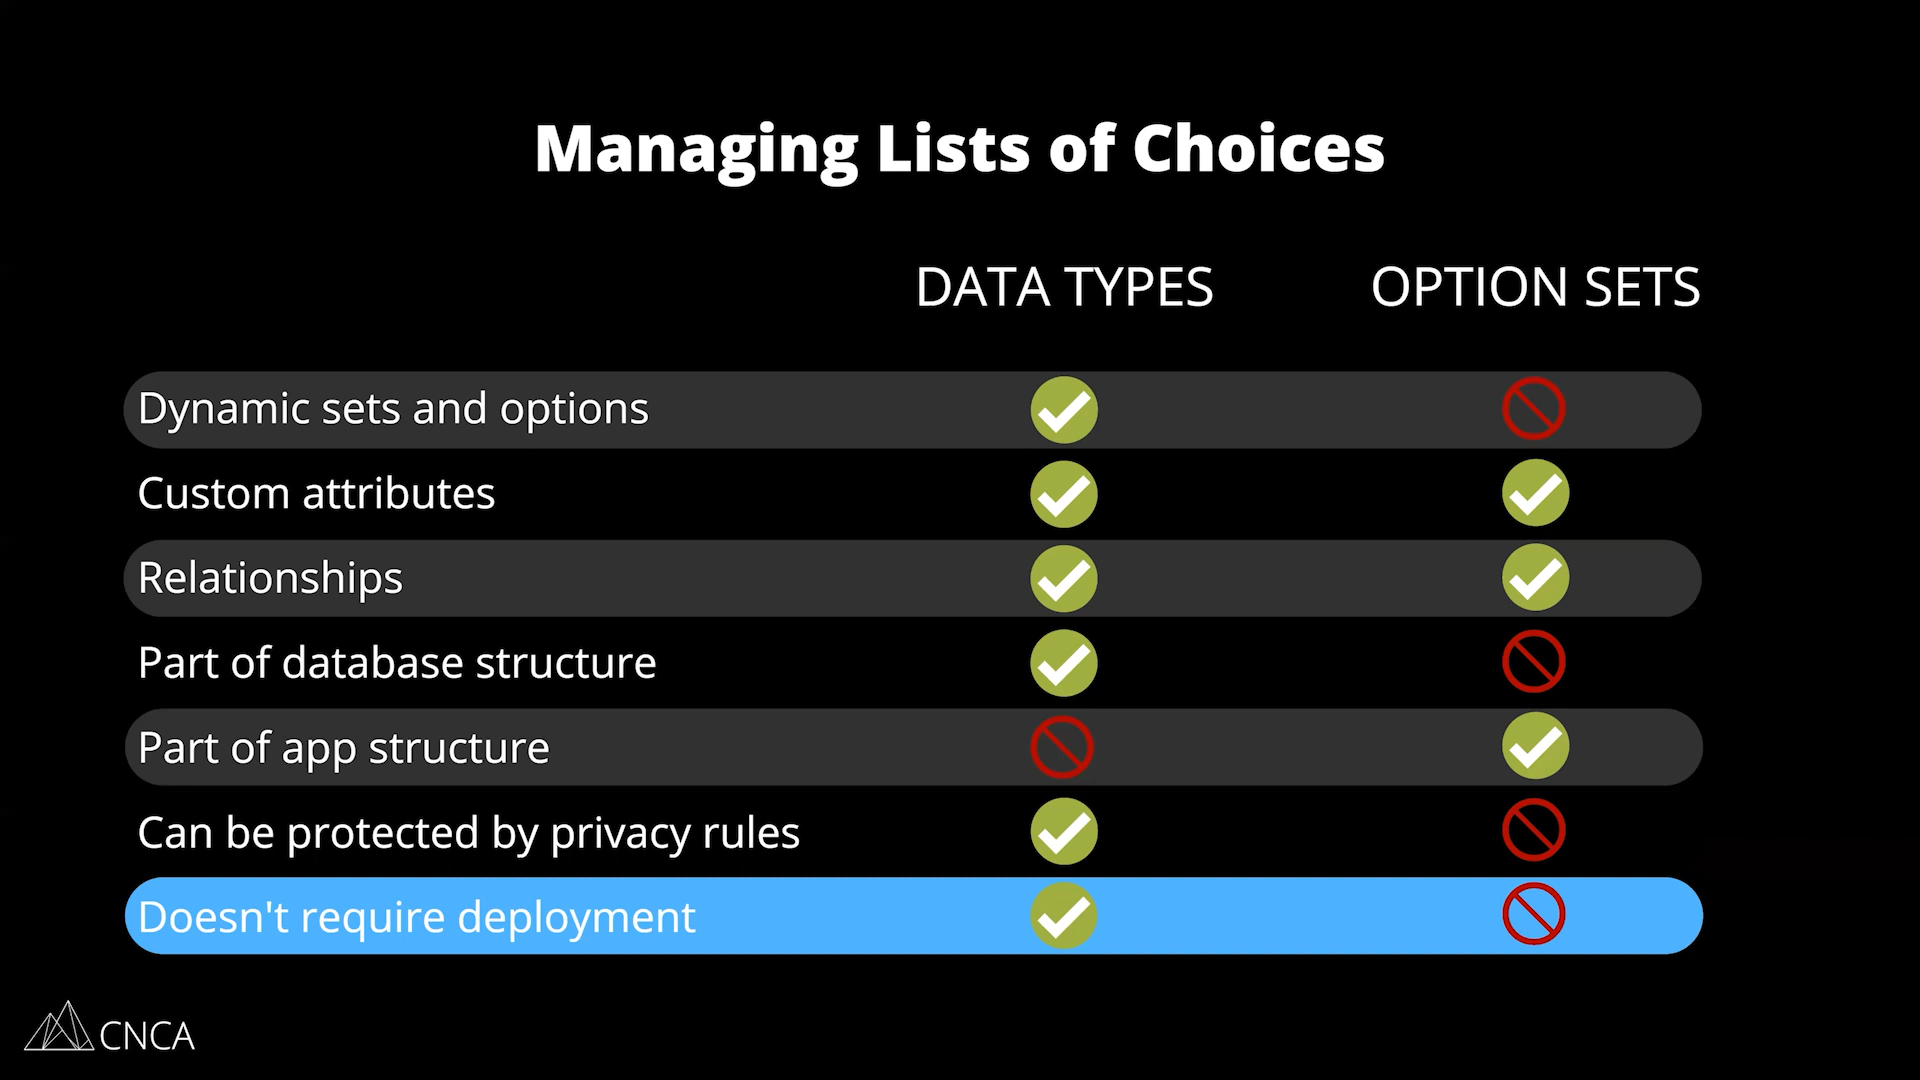 Managing Lists of Choices
DATA TYPES OPTION SETS
Dynamic sets and options
Custom attributes
Relationships
Part of database structure
Part of app structure
Can be protected by privacy rules
Doesn't require deployment
CNCA